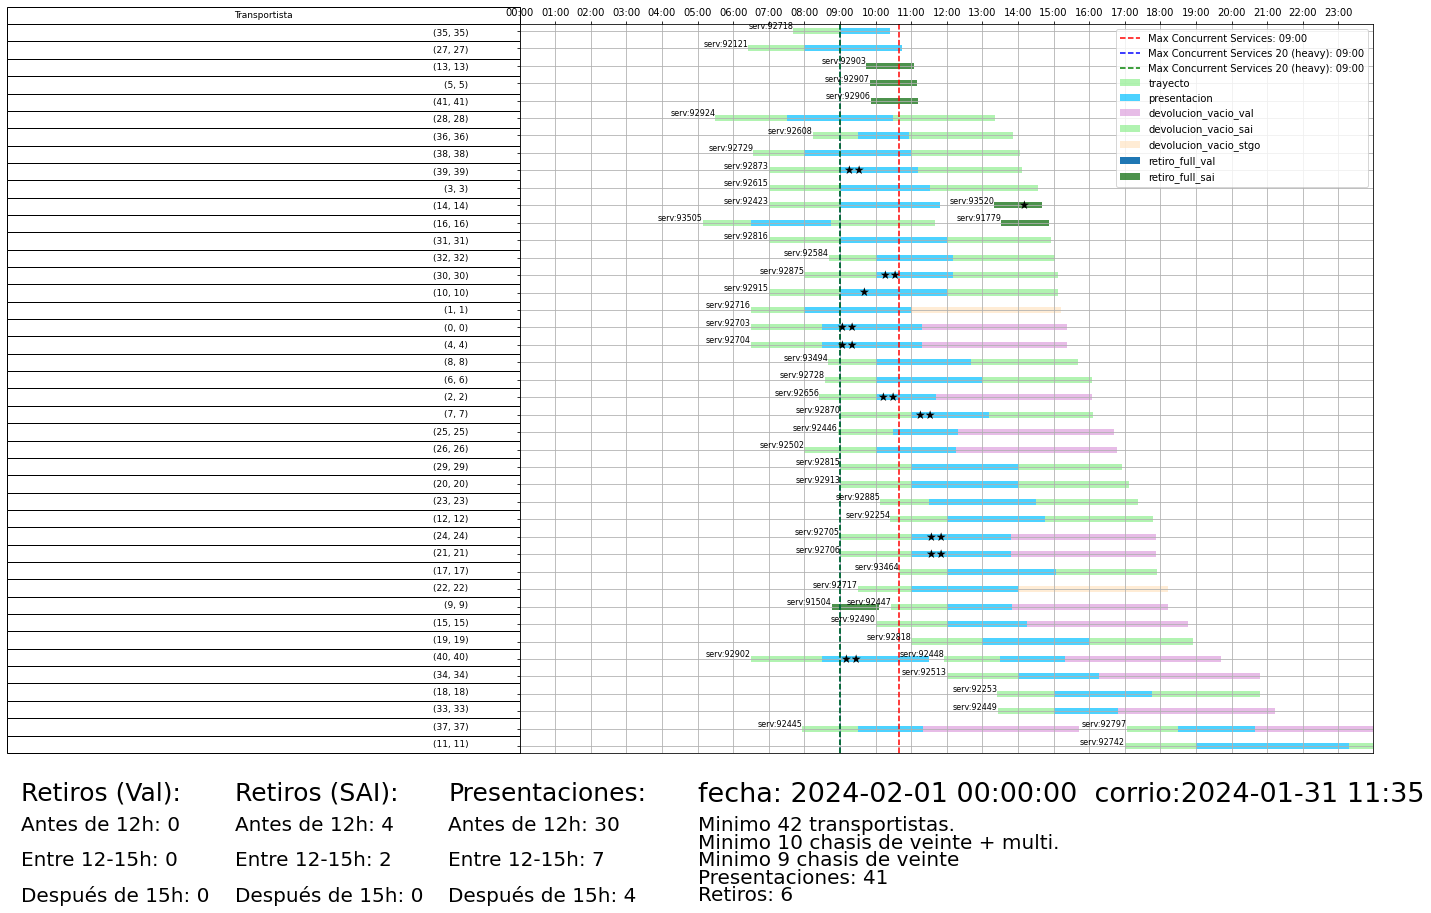 Transportista
00:00 01:00 02:00 03:00 04:00 05:00 06:00 07:00 08:00 09:00 10:00 11:00 12:00 13:00 14:00 15:00 16:00 17:00 18:00 19:00 20:00 21:00 22:00 23:00
Max Concurrent Services: 09:00
Max Concurrent Services 20 (heavy): 09:00
Max Concurrent Services 20 (heavy): 09:00
trayecto
presentacion
devolucion_vacio_val
devolucion_vacio_sai
devolucion_vacio_stgo
retiro_full_val
retiro_full_sai
(35, 35) serv:92718
(27, 27) serv:92121
(13, 13) serv:92903
(5, 5) serv:92907
(41, 41) serv:92906
(28, 28) serv:92924
(36, 36) serv:92608
(38, 38) serv:92729
(39, 39) serv:92873
(3, 3) serv:92615
(14, 14) serv:92423 serv:93520
(16, 16) serv:93505 serv:91779
(31, 31) serv:92816
(32, 32) serv:92584
(30, 30) serv:92875
(10, 10) serv:92915
(1, 1) serv:92716
(0, 0) serv:92703
(4, 4) serv:92704
(8, 8) serv:93494
(6, 6) serv:92728
(2, 2) serv:92656
(7, 7) serv:92870
(25, 25) serv:92446
(26, 26) serv:92502
(29, 29) serv:92815
(20, 20) serv:92913
(23, 23) serv:92885
(12, 12) serv:92254
(24, 24) serv:92705
(21, 21) serv:92706
(17, 17) serv:93464
(22, 22) serv:92717
(9, 9) serv:91504 serv:92447
(15, 15) serv:92490
(19, 19) serv:92818
(40, 40) serv:92902 serv:92448
(34, 34) serv:92513
(18, 18) serv:92253
(33, 33) serv:92449
(37, 37) serv:92445 serv:92797
(11, 11) serv:92742
Retiros (Val):
Antes de 12h: 0
Entre 12-15h: 0
Después de 15h: 0
Retiros (SAI):
Antes de 12h: 4
Entre 12-15h: 2
Después de 15h: 0
Presentaciones:
Antes de 12h: 30
Entre 12-15h: 7
Después de 15h: 4
fecha: 2024-02-01 00:00:00 corrio:2024-01-31 11:35
Minimo 42 transportistas.
Minimo 10 chasis de veinte + multi.
Minimo 9 chasis de veinte
Presentaciones: 41
Retiros: 6